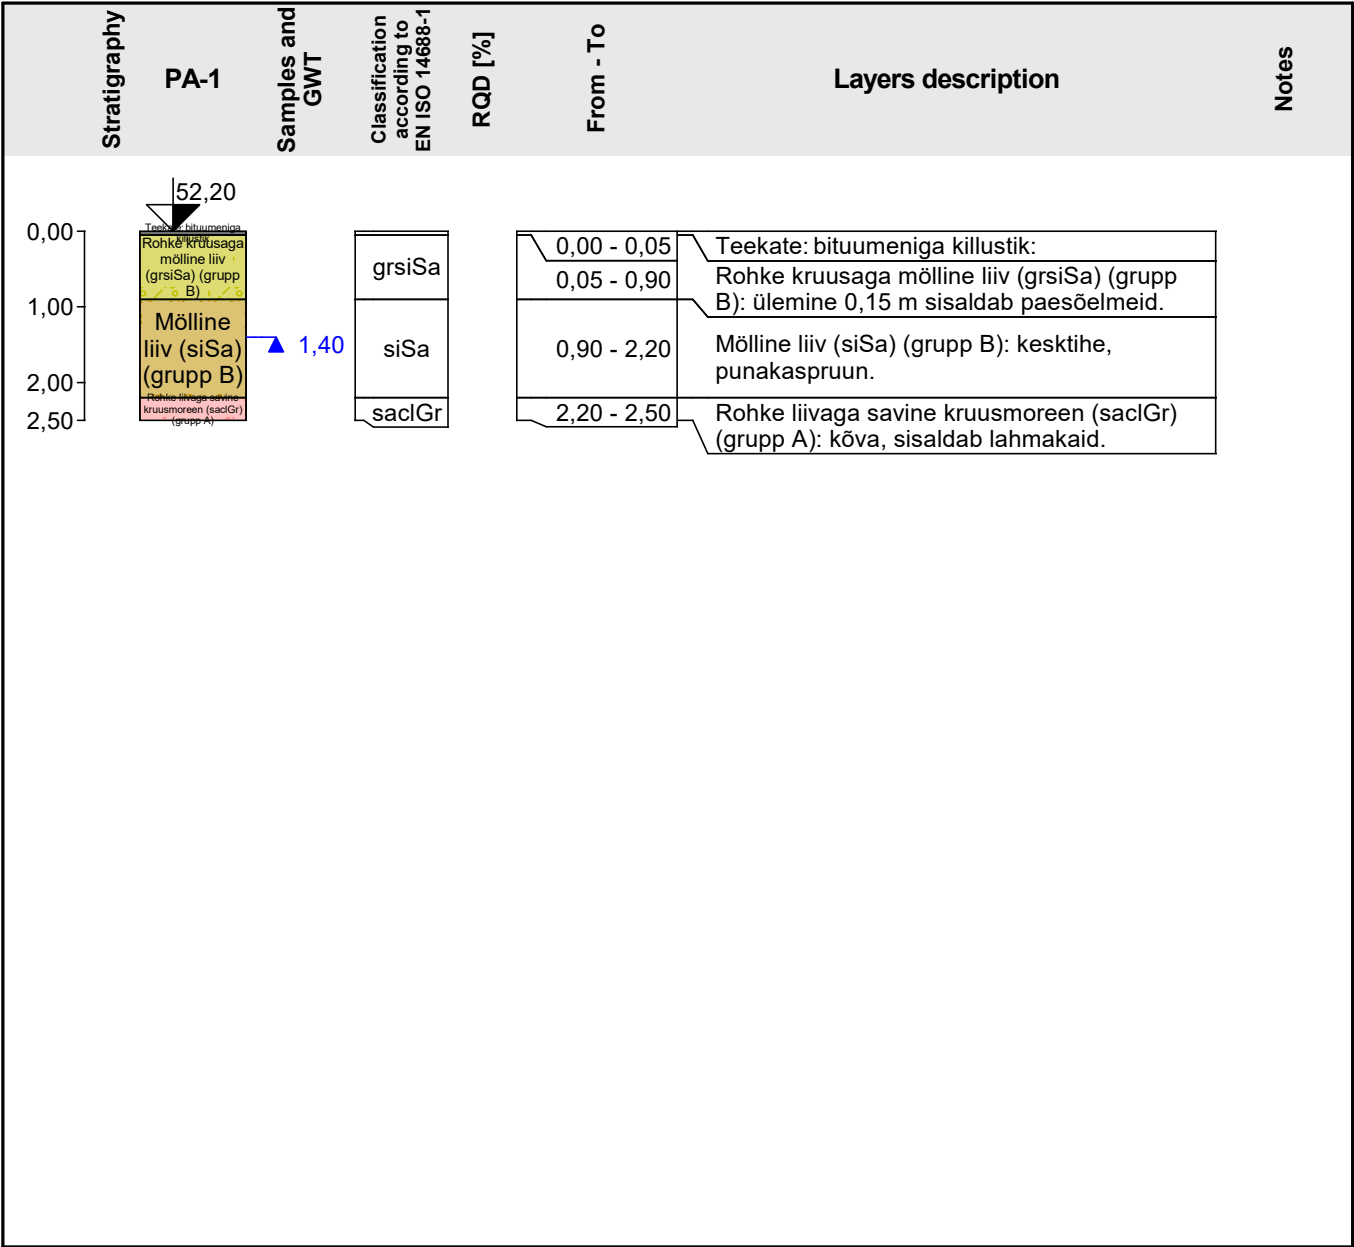 Stratigraphy
PA-1
Samples and
GWT
Classification
according to
EN ISO 14688-1
RQD [%]
From - To
Layers description
Notes
52,20
0,00
1,00
2,00
2,50
Teekate: bituumeniga
killustik
Rohke kruusaga
mölline liiv
(grsiSa) (grupp
B)
Mölline
liiv (siSa)
(grupp B)
Rohke liivaga savine
kruusmoreen (saclGr)
(grupp A)
1,40
grsiSa
siSa
saclGr
0,00 - 0,05
Teekate: bituumeniga killustik:
0,05 - 0,90
Rohke kruusaga mölline liiv (grsiSa) (grupp
B): ülemine 0,15 m sisaldab paesõelmeid.
0,90 - 2,20
Mölline liiv (siSa) (grupp B): kesktihe,
punakaspruun.
2,20 - 2,50
Rohke liivaga savine kruusmoreen (saclGr)
(grupp A): kõva, sisaldab lahmakaid.